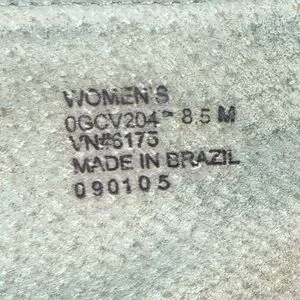 WOMEN'S
0GCV204- 8.5 M
VN#6175
MADE IN BRAZIL
090105